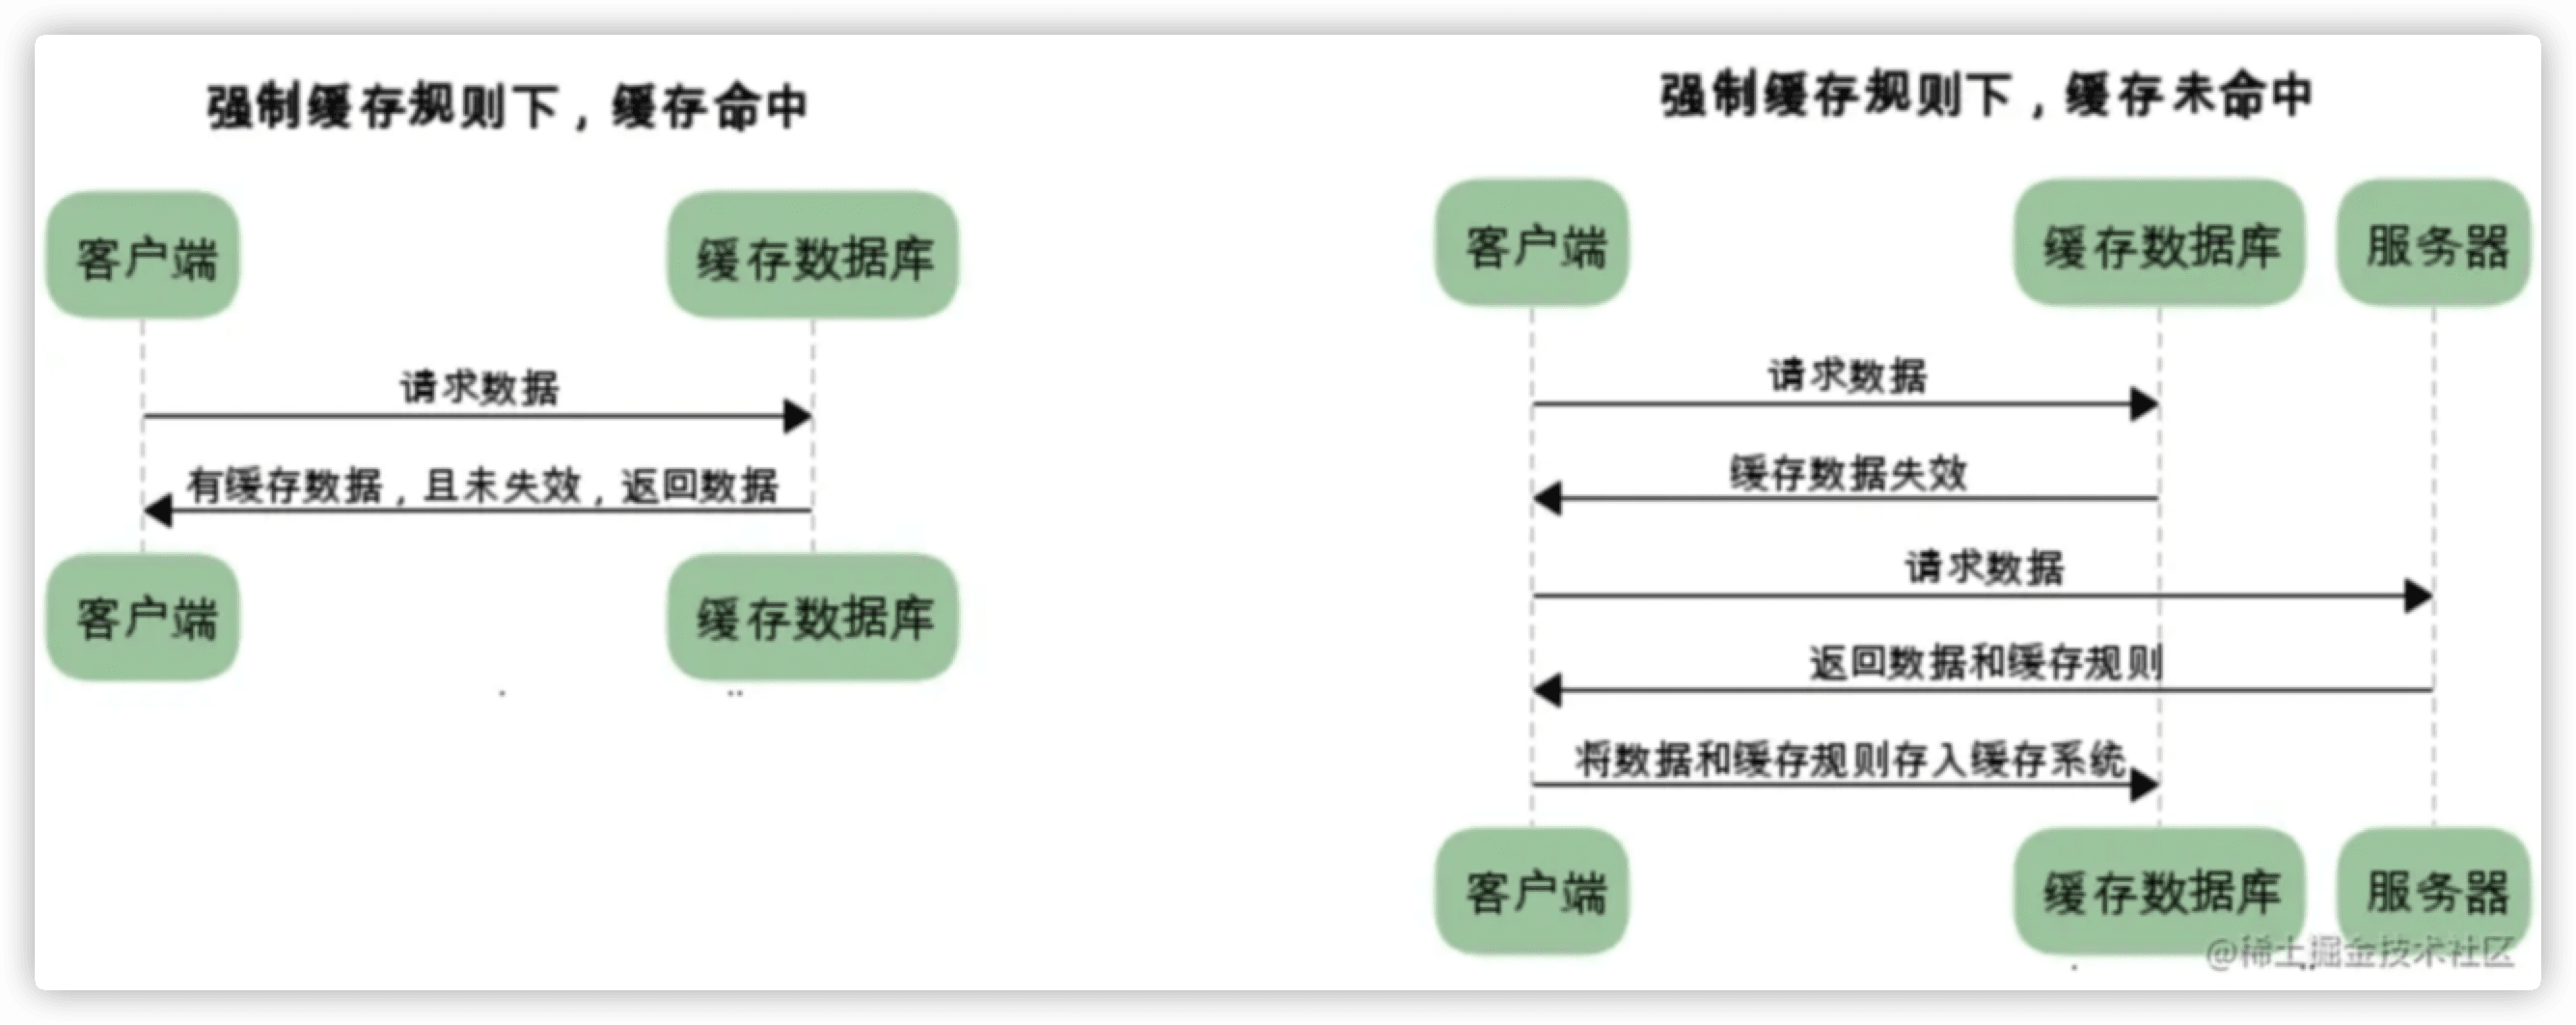 强制缓存规则下，缓存命中
客户端 缓存数据库
请求数据
有缓存数据，且未失效，返回数据
客户端 缓存数据库
强制缓存规则下，缓存未命中
客户端 缓存数据库 服务器
请求数据
缓存数据失效
请求数据
返回数据和缓存规则
将数据和缓存规则存入缓存系统
客户端 缓存数据库 服务器
@稀土掘金技术社区